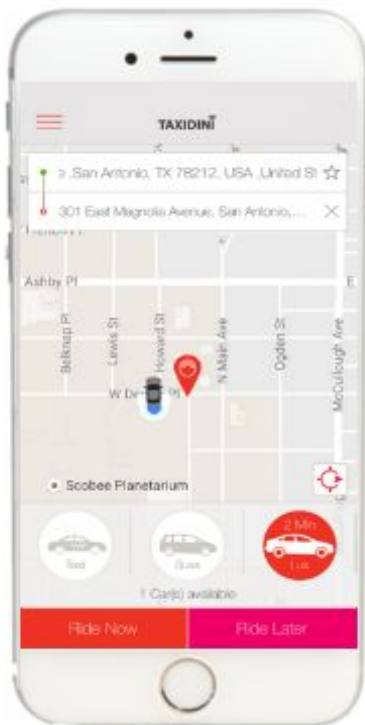 TAXIDINI
,San Antonio, TX 78212, USA ,United St
301 East Magnolia Avenue, San Antonio,...
Ashby Pl
E
Belknap Pl
Lewis St
Howard St
N Main Ave
Ogden St
McCullough Ave
W
Pl
Scobee Planetarium
2 Min
Lux
1 Car(s) available
Ride Now
Ride Later